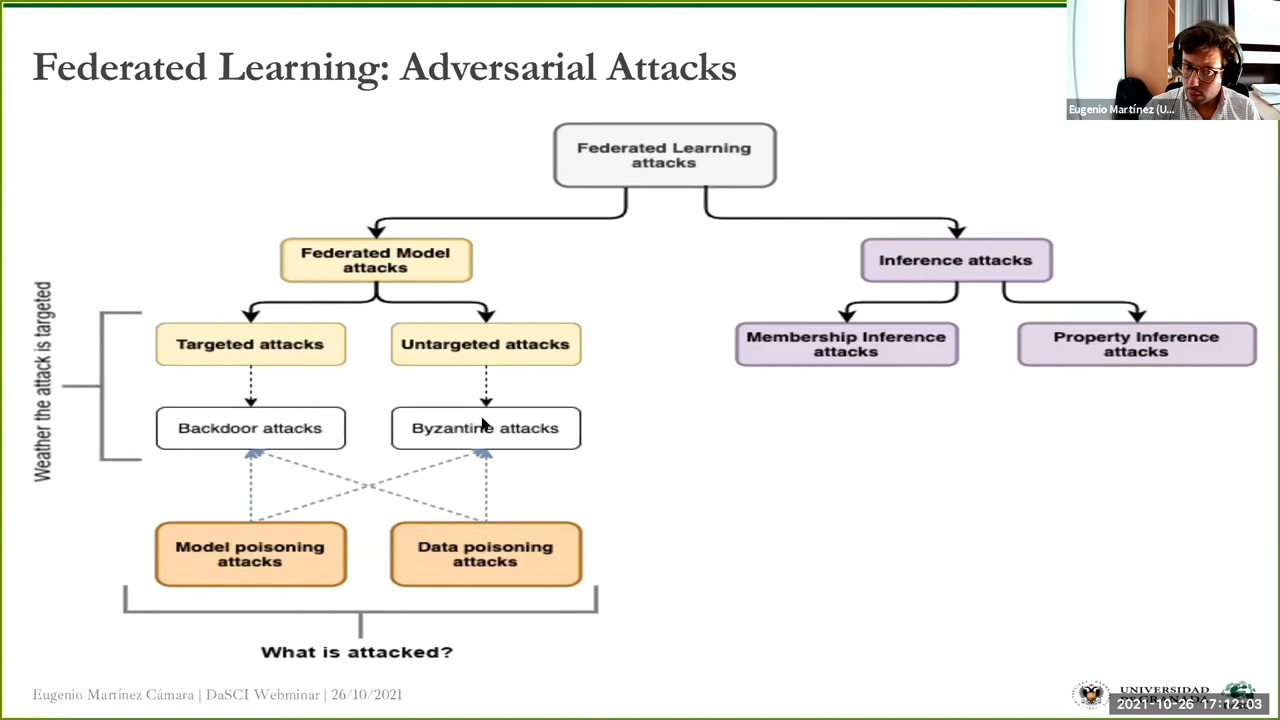 Federated Learning: Adversarial Attacks
Eugenio Martínez (U...
Federated Learning
attacks
Federated Model
attacks
Inference attacks
Weather the attack is targeted
Targeted attacks
Untargeted attacks
Membership Inference
attacks
Property Inference
attacks
Backdoor attacks
Byzantine attacks
Model poisoning
attacks
Data poisoning
attacks
What is attacked?
Eugenio Martínez Cámara | DaSCI Webminar | 26/10/2021
UNIVERSIDAD
2021-10-26 17:12:03